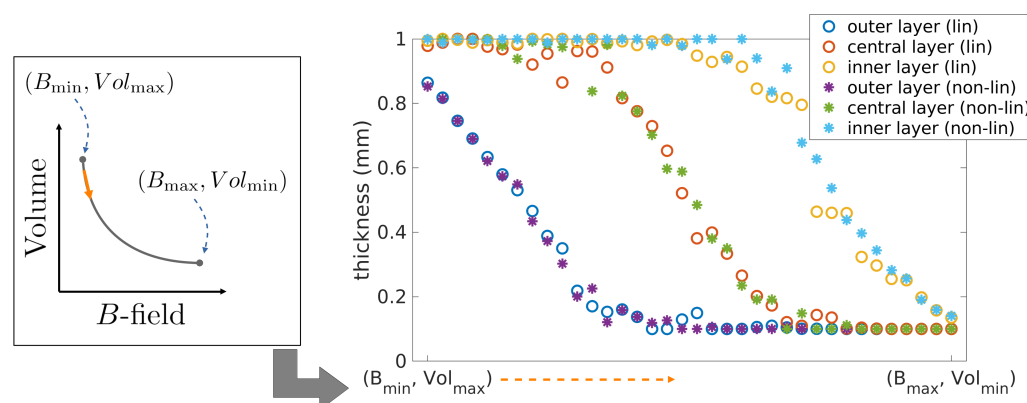 (B_min, Vol_max)
(B_max, Vol_min)
Volume
B-field
outer layer (lin)
central layer (lin)
inner layer (lin)
outer layer (non-lin)
central layer (non-lin)
inner layer (non-lin)
thickness (mm)
1
0.8
0.6
0.4
0.2
0
(B_min, Vol_max)
(B_max, Vol_min)